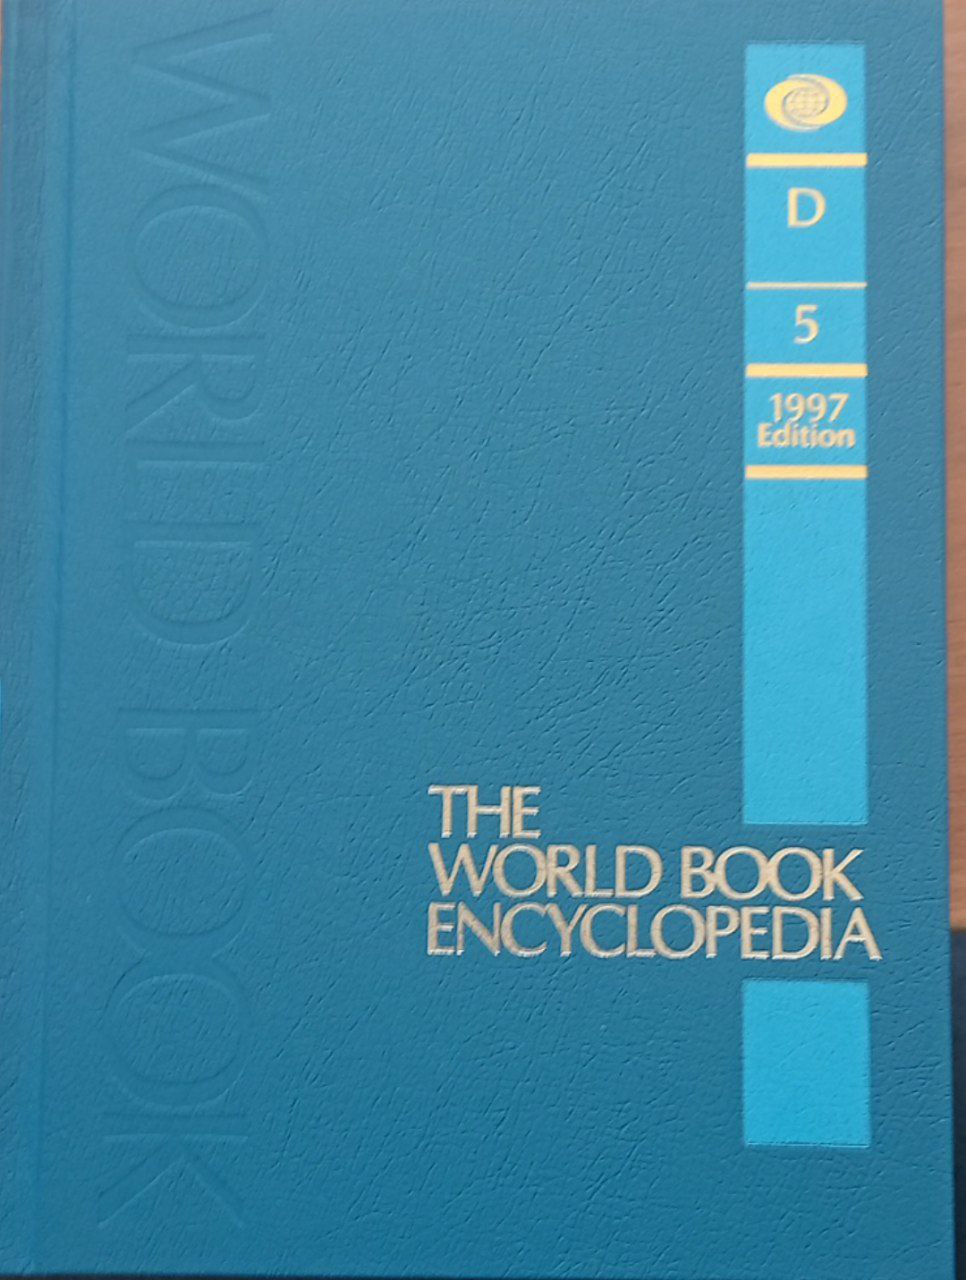 WORLD BOOK
D
5
1997
Edition
THE
WORLD BOOK
ENCYCLOPEDIA